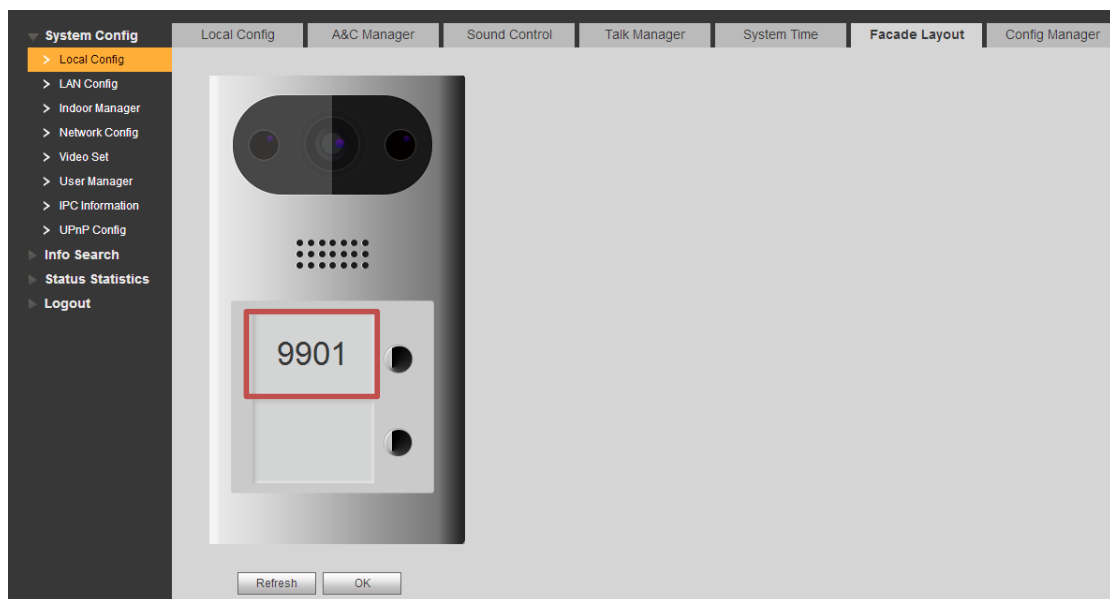 System Config
Local Config
LAN Config
Indoor Manager
Network Config
Video Set
User Manager
IPC Information
UPnP Config
Info Search
Status Statistics
Logout
Local Config A&C Manager Sound Control Talk Manager System Time Facade Layout Config Manager
9901
Refresh OK